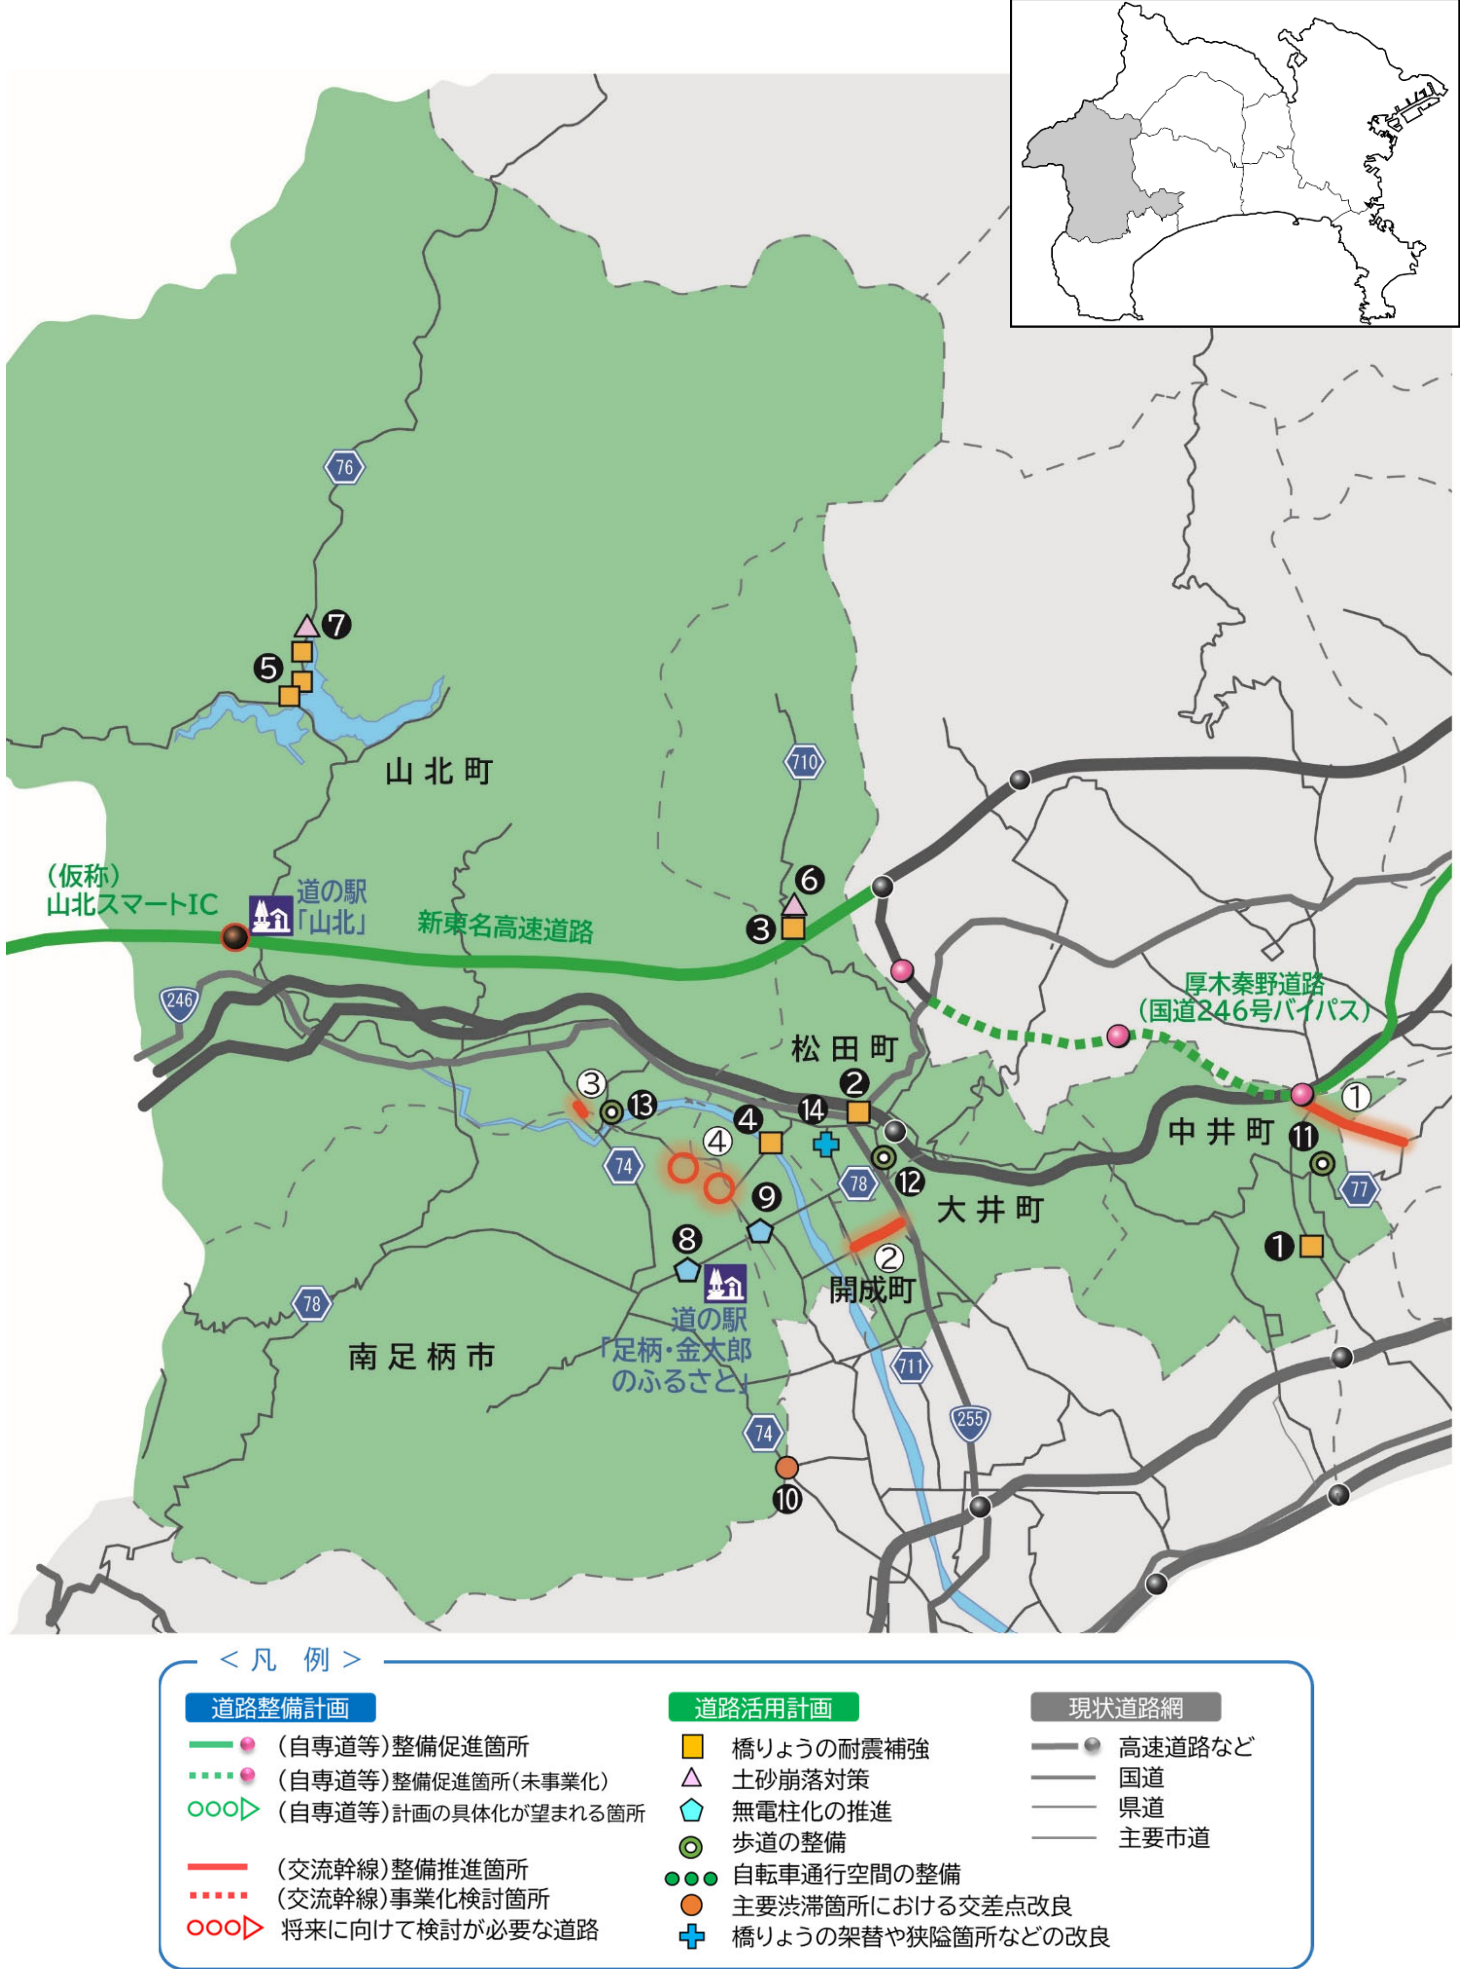 76
⑦
⑤
山北町
710
(仮称)
山北スマートIC
道の駅
「山北」
新東名高速道路
⑥
③
246
厚木秦野道路
(国道246号バイパス)
松田町
②
③
⑬
④
⑭
④
①
中井町
⑪
74
78
⑫
77
⑨
大井町
⑧
②
①
開成町
78
道の駅
「足柄・金太郎
のふるさと」
南足柄市
711
74
255
⑩
<凡 例>
道路整備計画
(自専道等)整備促進箇所
(自専道等)整備促進箇所(未事業化)
(自専道等)計画の具体化が望まれる箇所
(交流幹線)整備推進箇所
(交流幹線)事業化検討箇所
将来に向けて検討が必要な道路
道路活用計画
橋りょうの耐震補強
土砂崩落対策
無電柱化の推進
歩道の整備
自転車通行空間の整備
主要渋滞箇所における交差点改良
橋りょうの架替や狭隘箇所などの改良
現状道路網
高速道路など
国道
県道
主要市道